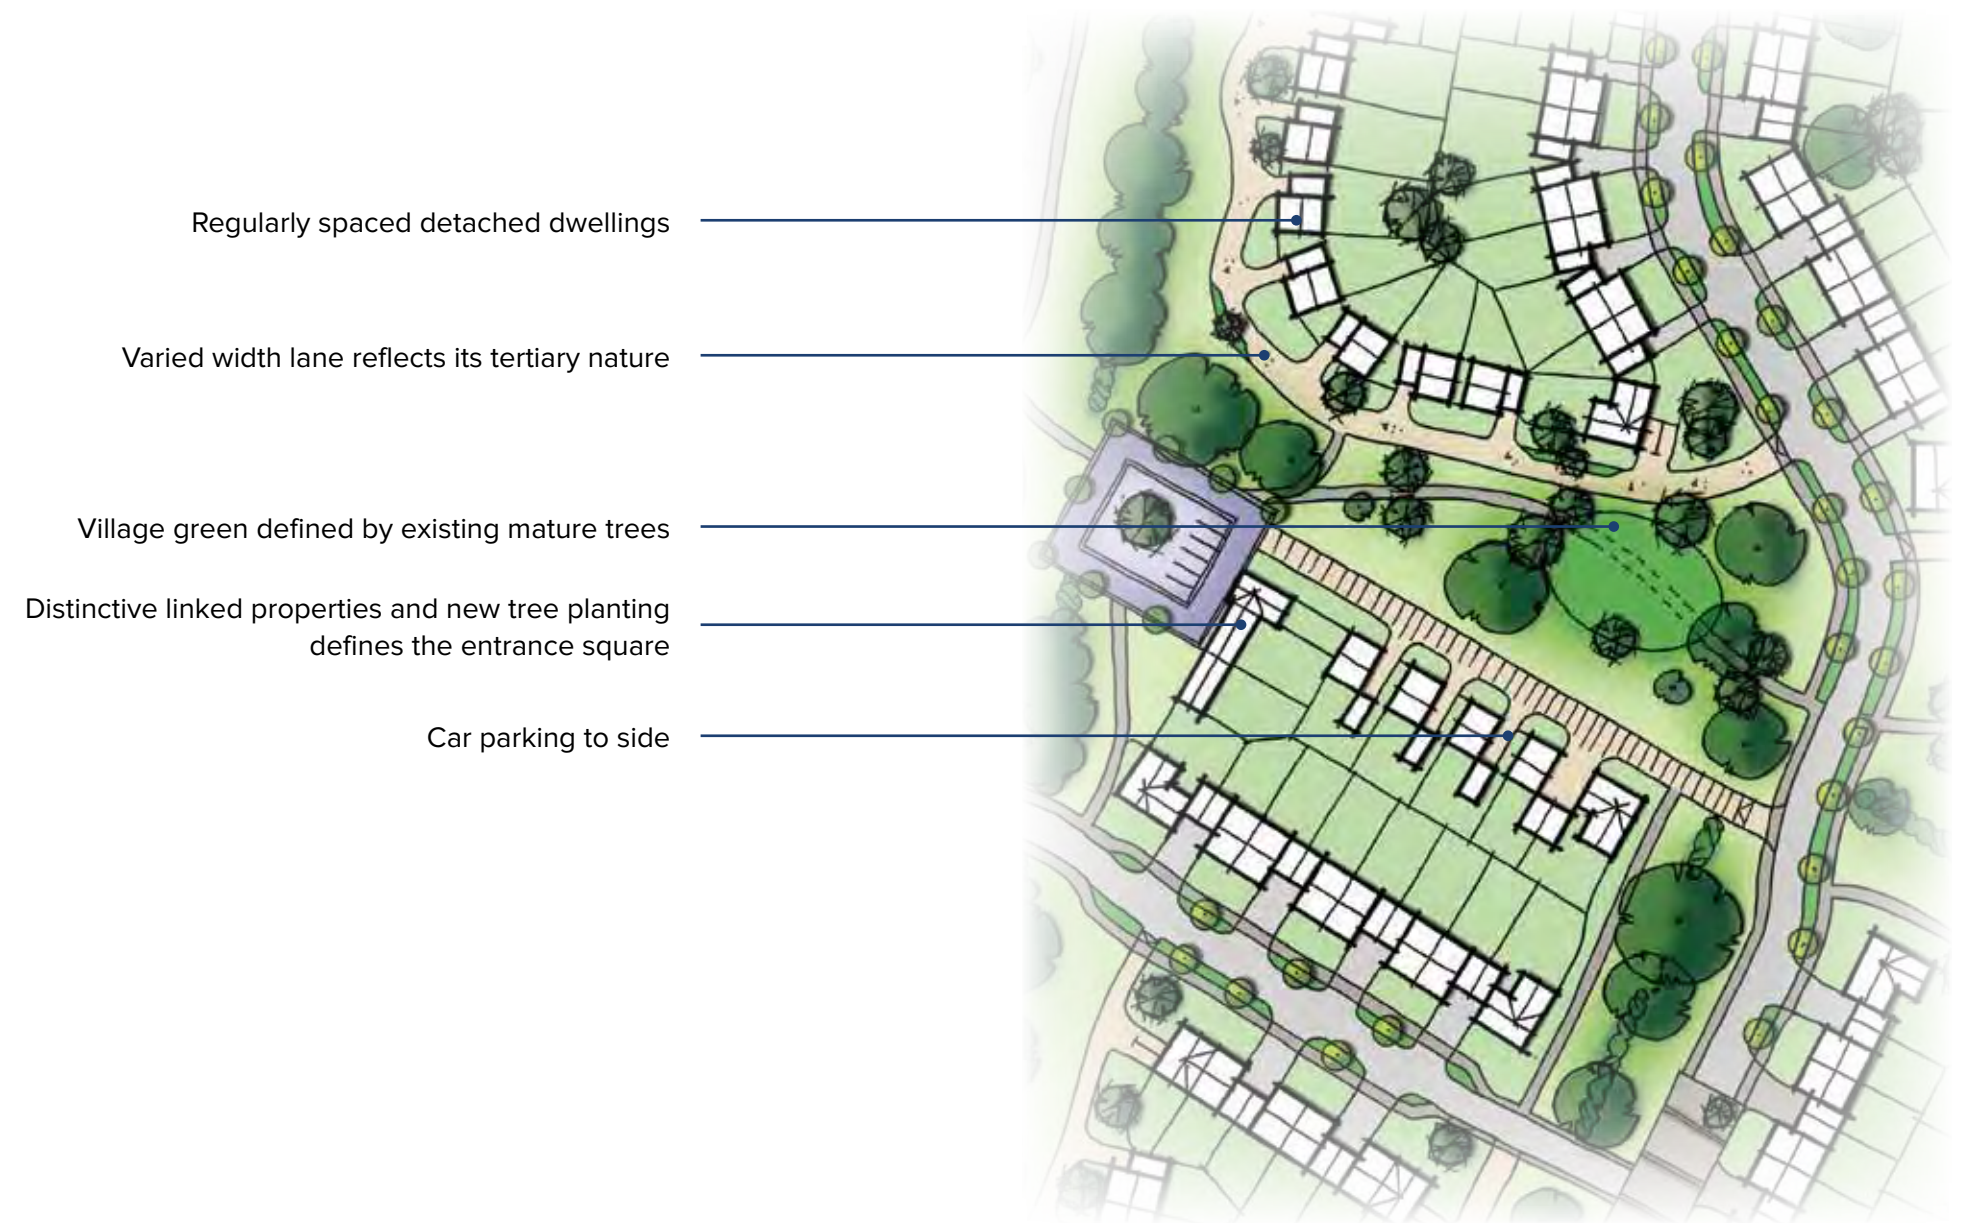 Regularly spaced detached dwellings
Varied width lane reflects its tertiary nature
Village green defined by existing mature trees
Distinctive linked properties and new tree planting
defines the entrance square
Car parking to side